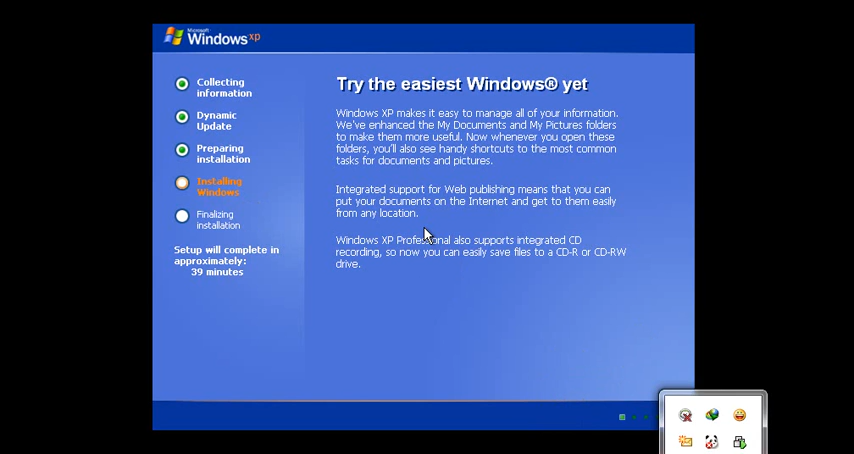 Microsoft
Windows xp
Collecting
information
Dynamic
Update
Preparing
installation
Installing
Windows
Finalizing
installation
Setup will complete in
approximately:
39 minutes
Try the easiest Windows® yet
Windows XP makes it easy to manage all of your information.
We've enhanced the My Documents and My Pictures folders
to make them more useful. Now whenever you open these
folders, you'll also see handy shortcuts to the most common
tasks for documents and pictures.
Integrated support for Web publishing means that you can
put your documents on the Internet and get to them easily
from any location.
Windows XP Professional also supports integrated CD
recording, so now you can easily save files to a CD-R or CD-RW
drive.